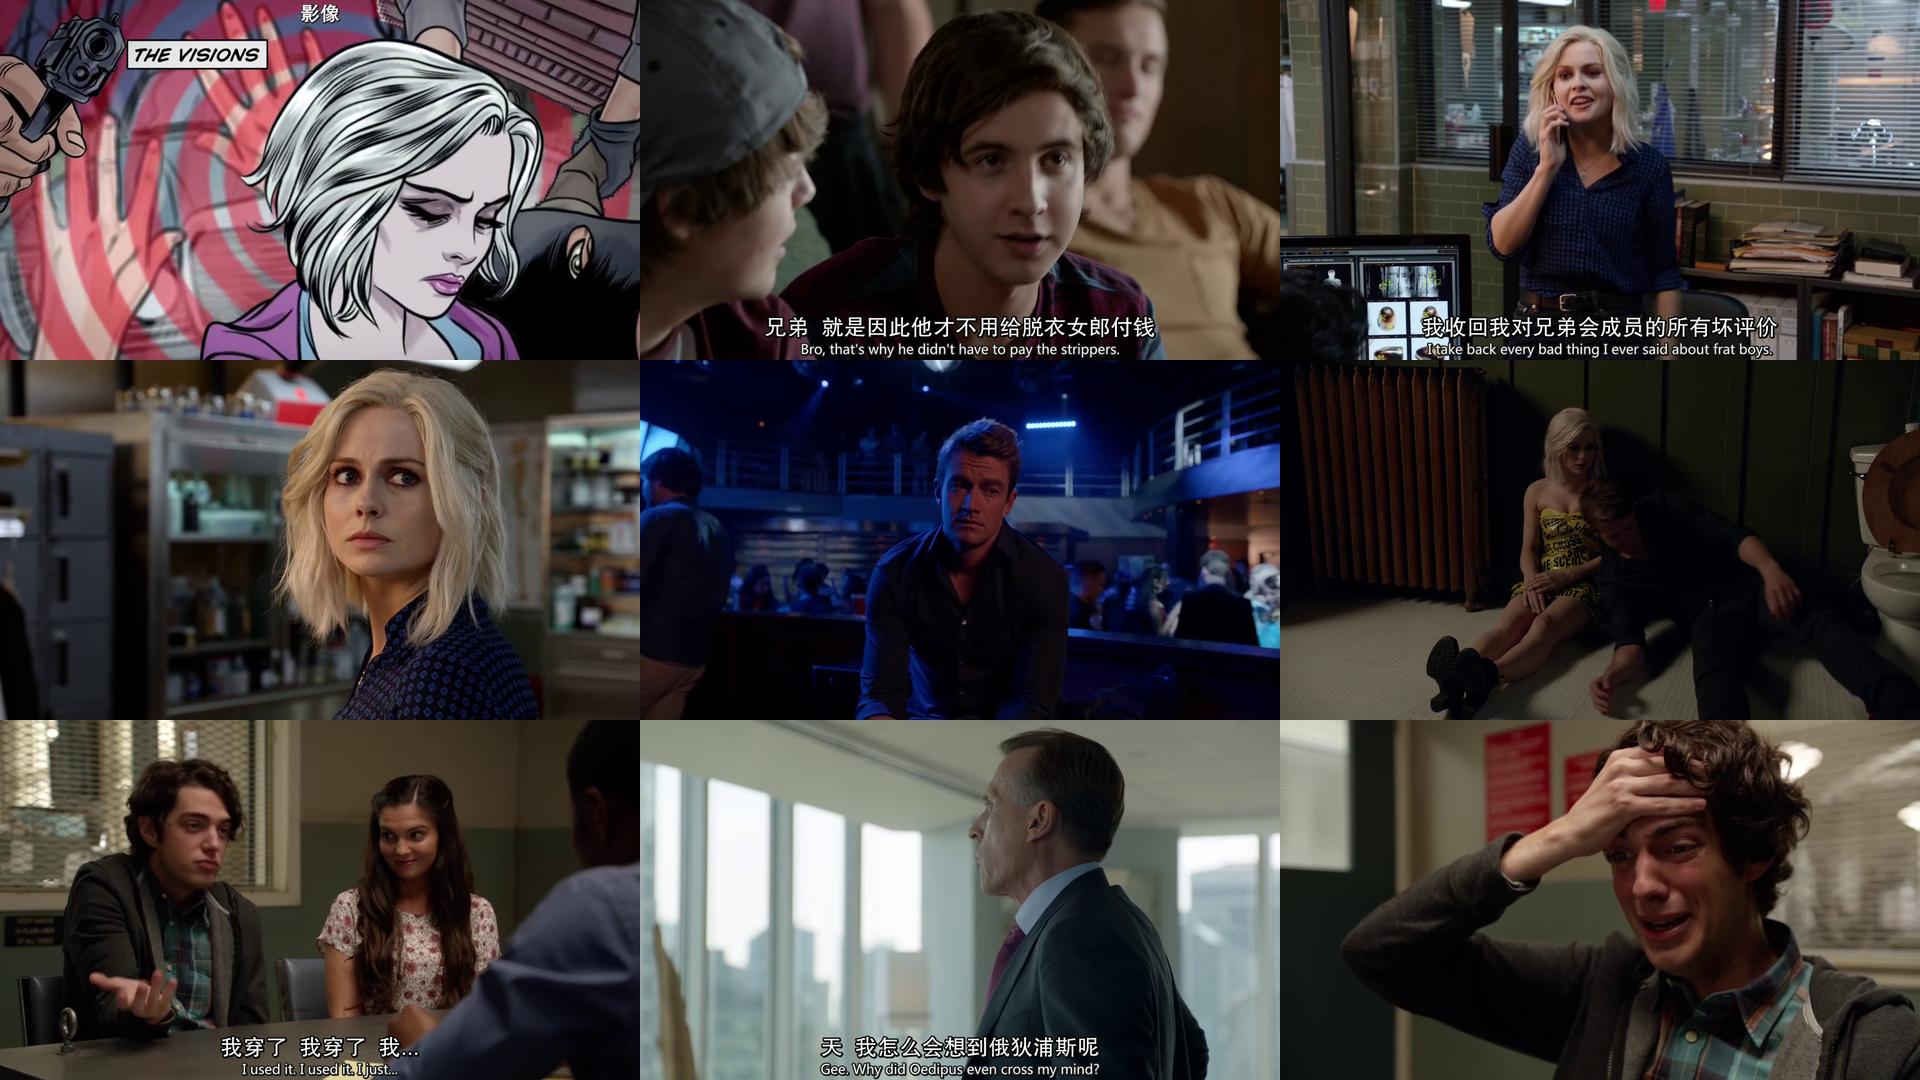 影像
THE VISIONS
兄弟 就是因此他才不用给脱衣女郎付钱
Bro, that's why he didn't have to pay the strippers.
我收回我对兄弟会成员的所有坏评价
I take back every bad thing I ever said about frat boys.
我穿了 我穿了 我...
I used it. I used it. I just...
天 我怎么会想到俄狄浦斯呢
Gee. Why did Oedipus even cross my mind?